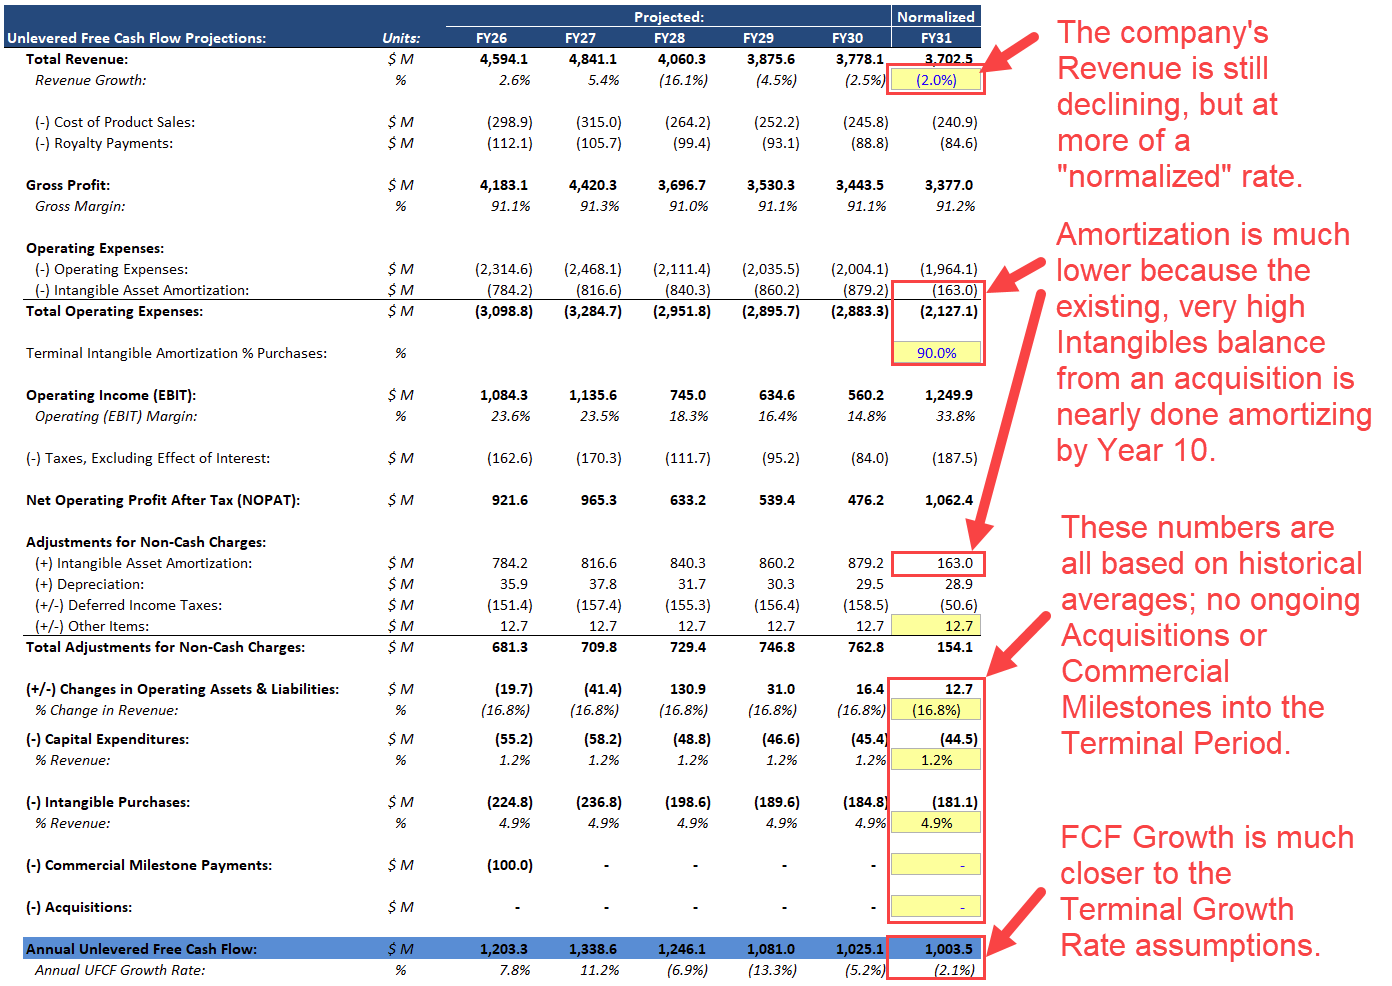 Projected: Normalized
Unlevered Free Cash Flow Projections: Units: FY26 FY27 FY28 FY29 FY30 FY31
Total Revenue: $ M 4,594.1 4,841.1 4,060.3 3,875.6 3,778.1 3,702.5
Revenue Growth: % 2.6% 5.4% (16.1%) (4.5%) (2.5%) (2.0%)
(-) Cost of Product Sales: $ M (298.9) (315.0) (264.2) (252.2) (245.8) (240.9)
(-) Royalty Payments: $ M (112.1) (105.7) (99.4) (93.1) (88.8) (84.6)
Gross Profit: $ M 4,183.1 4,420.3 3,696.7 3,530.3 3,443.5 3,377.0
Gross Margin: % 91.1% 91.3% 91.0% 91.1% 91.1% 91.2%
Operating Expenses:
(-) Operating Expenses: $ M (2,314.6) (2,468.1) (2,111.4) (2,035.5) (2,004.1) (1,964.1)
(-) Intangible Asset Amortization: $ M (784.2) (816.6) (840.3) (860.2) (879.2) (163.0)
Total Operating Expenses: $ M (3,098.8) (3,284.7) (2,951.8) (2,895.7) (2,883.3) (2,127.1)
Terminal Intangible Amortization % Purchases: % 90.0%
Operating Income (EBIT): $ M 1,084.3 1,135.6 745.0 634.6 560.2 1,249.9
Operating (EBIT) Margin: % 23.6% 23.5% 18.3% 16.4% 14.8% 33.8%
(-) Taxes, Excluding Effect of Interest: $ M (162.6) (170.3) (111.7) (95.2) (84.0) (187.5)
Net Operating Profit After Tax (NOPAT): $ M 921.6 965.3 633.2 539.4 476.2 1,062.4
Adjustments for Non-Cash Charges:
(+) Intangible Asset Amortization: $ M 784.2 816.6 840.3 860.2 879.2 163.0
(+) Depreciation: $ M 35.9 37.8 31.7 30.3 29.5 28.9
(+/-) Deferred Income Taxes: $ M (151.4) (157.4) (155.3) (156.4) (158.5) (50.6)
(+/-) Other Items: $ M 12.7 12.7 12.7 12.7 12.7 12.7
Total Adjustments for Non-Cash Charges: $ M 681.3 709.8 729.4 746.8 762.8 154.1
(+/-) Changes in Operating Assets & Liabilities: $ M (19.7) (41.4) 130.9 31.0 16.4 12.7
% Change in Revenue: % (16.8%) (16.8%) (16.8%) (16.8%) (16.8%) (16.8%)
(-) Capital Expenditures: $ M (55.2) (58.2) (48.8) (46.6) (45.4) (44.5)
% Revenue: % 1.2% 1.2% 1.2% 1.2% 1.2% 1.2%
(-) Intangible Purchases: $ M (224.8) (236.8) (198.6) (189.6) (184.8) (181.1)
% Revenue: % 4.9% 4.9% 4.9% 4.9% 4.9% 4.9%
(-) Commercial Milestone Payments: $ M (100.0) - - - - -
(-) Acquisitions: $ M - - - - - -
Annual Unlevered Free Cash Flow: $ M 1,203.3 1,338.6 1,246.1 1,081.0 1,025.1 1,003.5
Annual UFCF Growth Rate: % 7.8% 11.2% (6.9%) (13.3%) (5.2%) (2.1%)
The company's
Revenue is still
declining, but at
more of a
"normalized" rate.
Amortization is much
lower because the
existing, very high
Intangibles balance
from an acquisition is
nearly done amortizing
by Year 10.
These numbers are
all based on historical
averages; no ongoing
Acquisitions or
Commercial
Milestones into the
Terminal Period.
FCF Growth is much
closer to the
Terminal Growth
Rate assumptions.